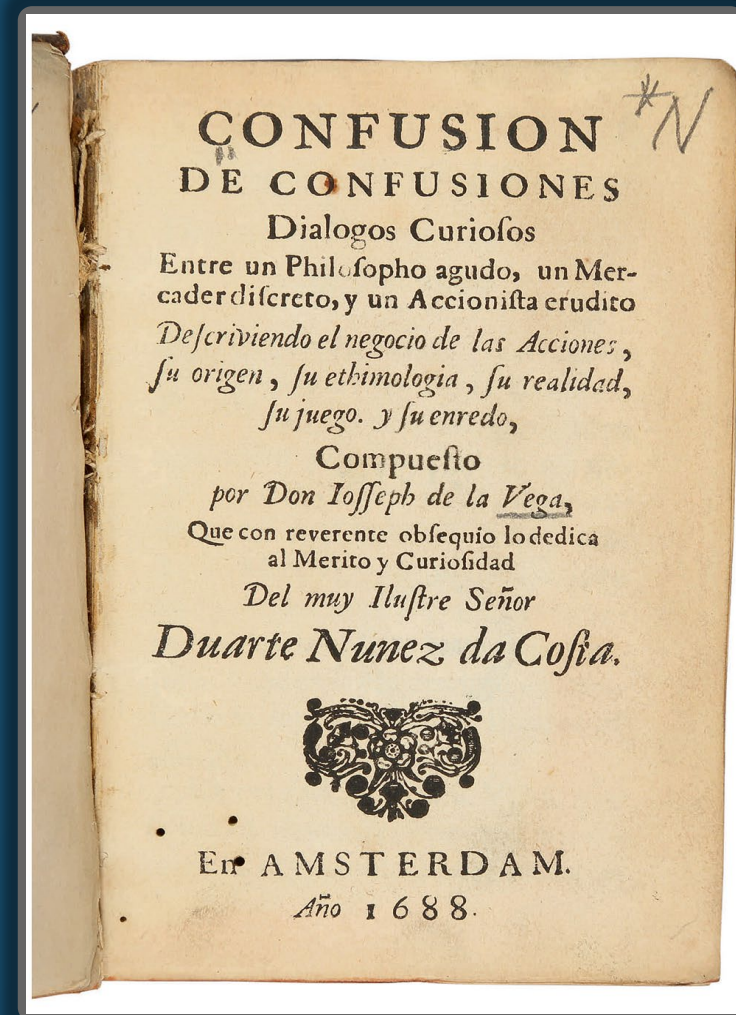 *N
CONFUSION
DE CONFUSIONES
Dialogos Curioſos
Entre un Philoſopho agudo, un Mer-
cader diſcreto, y un Accioniſta erudito
Deſcriviendo el negocio de las Acciones,
ſu origen, ſu ethimologia, ſu realidad,
ſu juego. y ſu enredo,
Compueſto
por Don Ioſſeph de la Vega,
Que con reverente obſequio lo dedica
al Merito y Curioſidad
Del muy Iluſtre Señor
Duarte Nunez da Coſta.
En AMSTERDAM.
Año 1688.